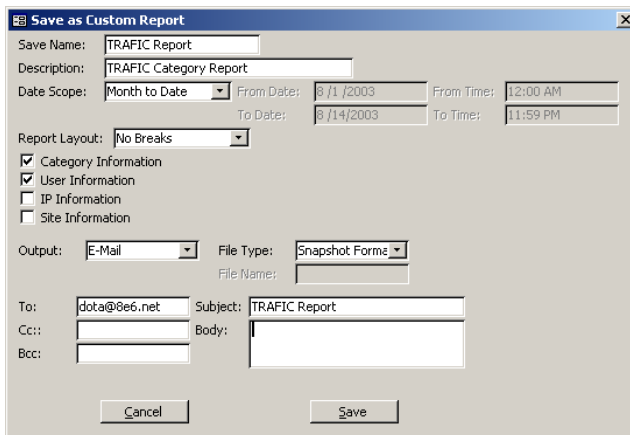 Save as Custom Report
Save Name: TRAFIC Report
Description: TRAFIC Category Report
Date Scope: Month to Date From Date: 8 /1 /2003 From Time: 12:00 AM
To Date: 8 /14/2003 To Time: 11:59 PM
Report Layout: No Breaks
Category Information
User Information
IP Information
Site Information
Output: E-Mail File Type: Snapshot Forma
File Name:
To: dota@8e6.net Subject: TRAFIC Report
Cc:: Body:
Bcc:
Cancel Save